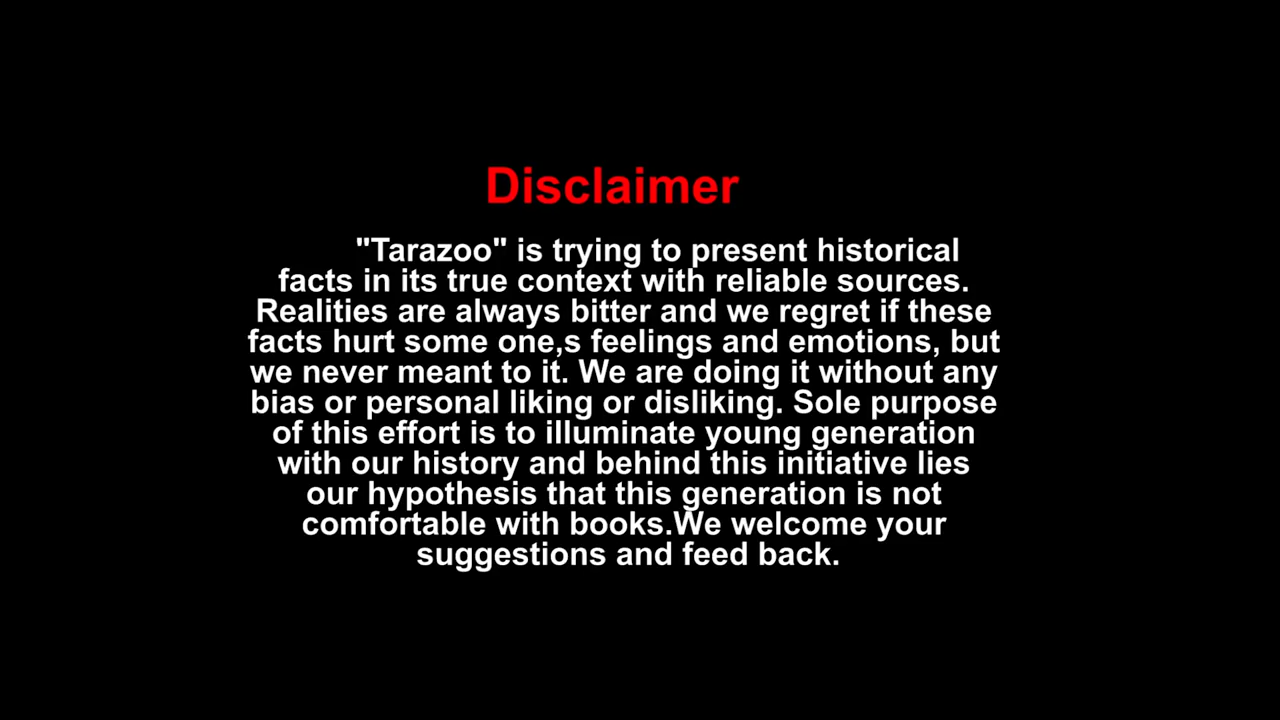 Disclaimer
"Tarazoo" is trying to present historical
facts in its true context with reliable sources.
Realities are always bitter and we regret if these
facts hurt some one,s feelings and emotions, but
we never meant to it. We are doing it without any
bias or personal liking or disliking. Sole purpose
of this effort is to illuminate young generation
with our history and behind this initiative lies
our hypothesis that this generation is not
comfortable with books.We welcome your
suggestions and feed back.